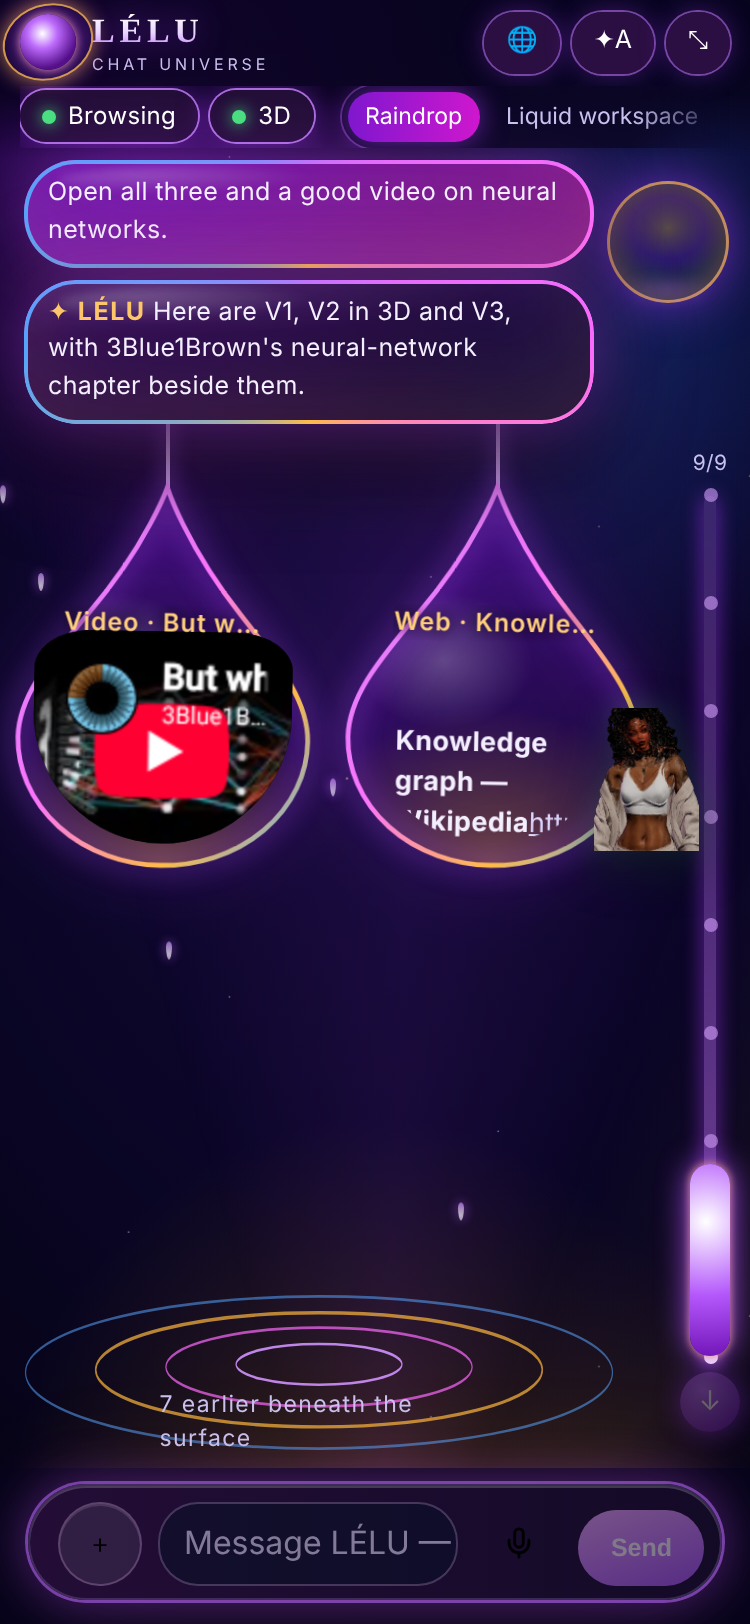 LÉLU
CHAT UNIVERSE
✦A
Browsing
3D
Raindrop
Liquid workspace
Open all three and a good video on neural
networks.
✦ LÉLU Here are V1, V2 in 3D and V3,
with 3Blue1Brown's neural-network
chapter beside them.
9/9
Video · But w...
But wh
3Blue1B...
Web · Knowle...
Knowledge
graph —
Wikipediahtt
7 earlier beneath the
surface
+
Message LÉLU —
Send